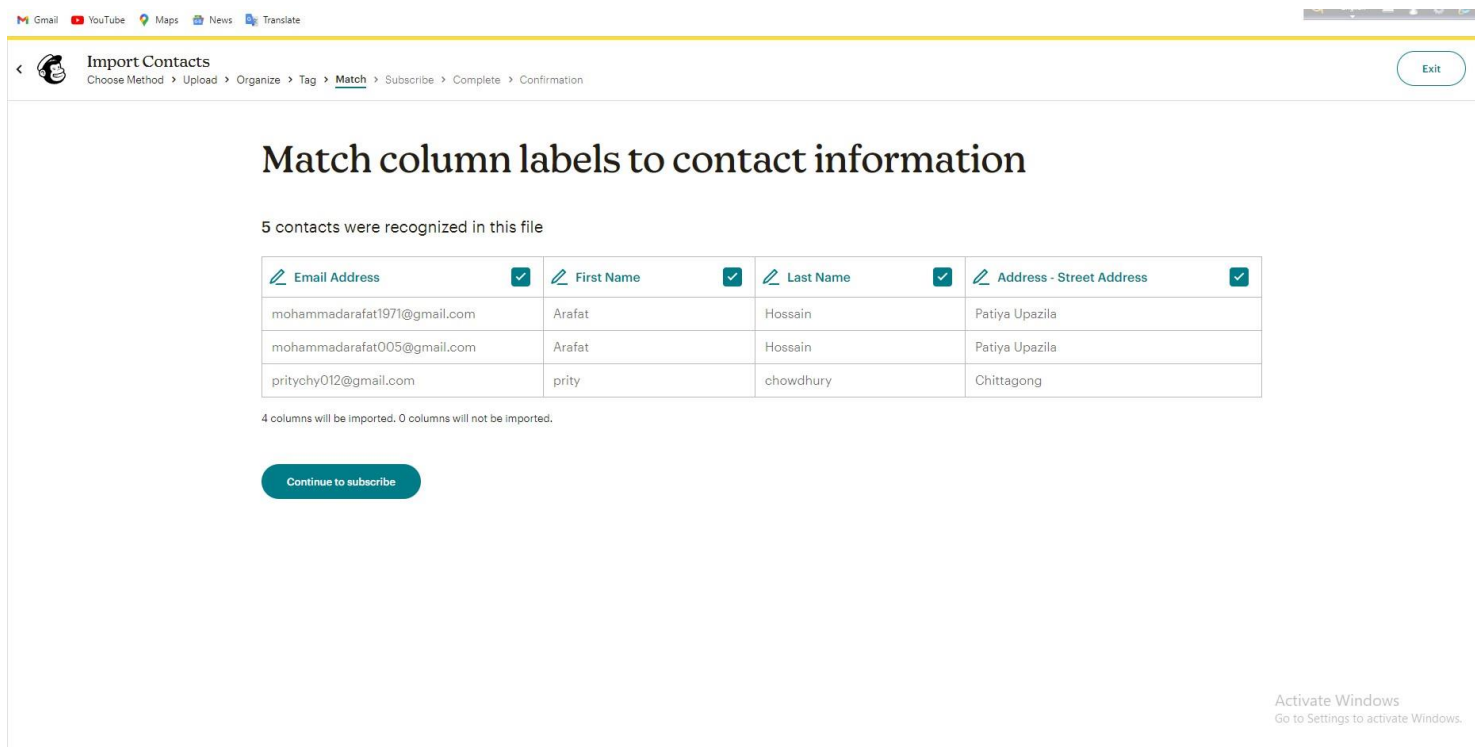 Gmail YouTube Maps News Translate
Import Contacts
Choose Method > Upload > Organize > Tag > Match > Subscribe > Complete > Confirmation
Exit
Match column labels to contact information
5 contacts were recognized in this file
Email Address First Name Last Name Address - Street Address
mohammadarafat1971@gmail.com Arafat Hossain Patiya Upazila
mohammadarafat005@gmail.com Arafat Hossain Patiya Upazila
pritychy012@gmail.com prity chowdhury Chittagong
4 columns will be imported. 0 columns will not be imported.
Continue to subscribe
Activate Windows
Go to Settings to activate Windows.